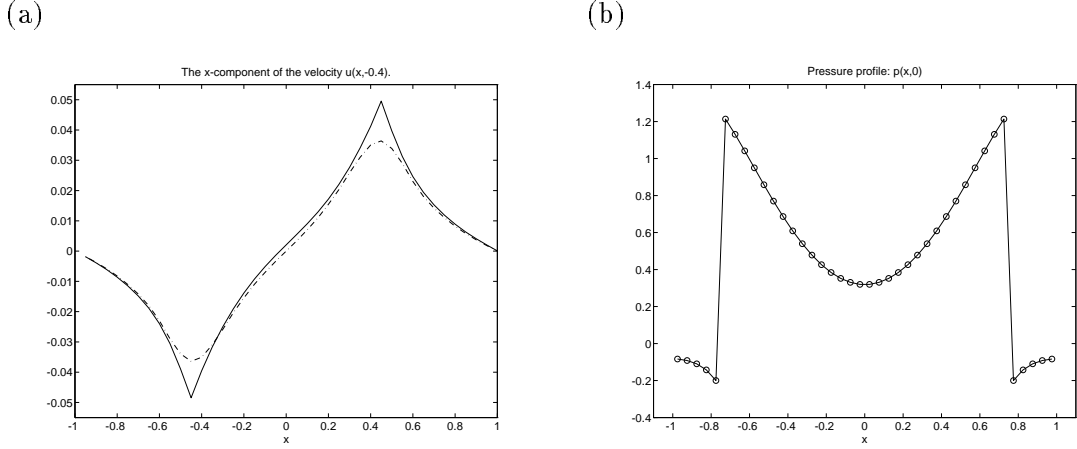 (a)
The x-component of the velocity u(x,-0.4).
0.05
0.04
0.03
0.02
0.01
0
-0.01
-0.02
-0.03
-0.04
-0.05
-1 -0.8 -0.6 -0.4 -0.2 0 0.2 0.4 0.6 0.8 1
x
(b)
Pressure profile: p(x,0)
1.4
1.2
1
0.8
0.6
0.4
0.2
0
-0.2
-0.4
-1 -0.8 -0.6 -0.4 -0.2 0 0.2 0.4 0.6 0.8 1
x